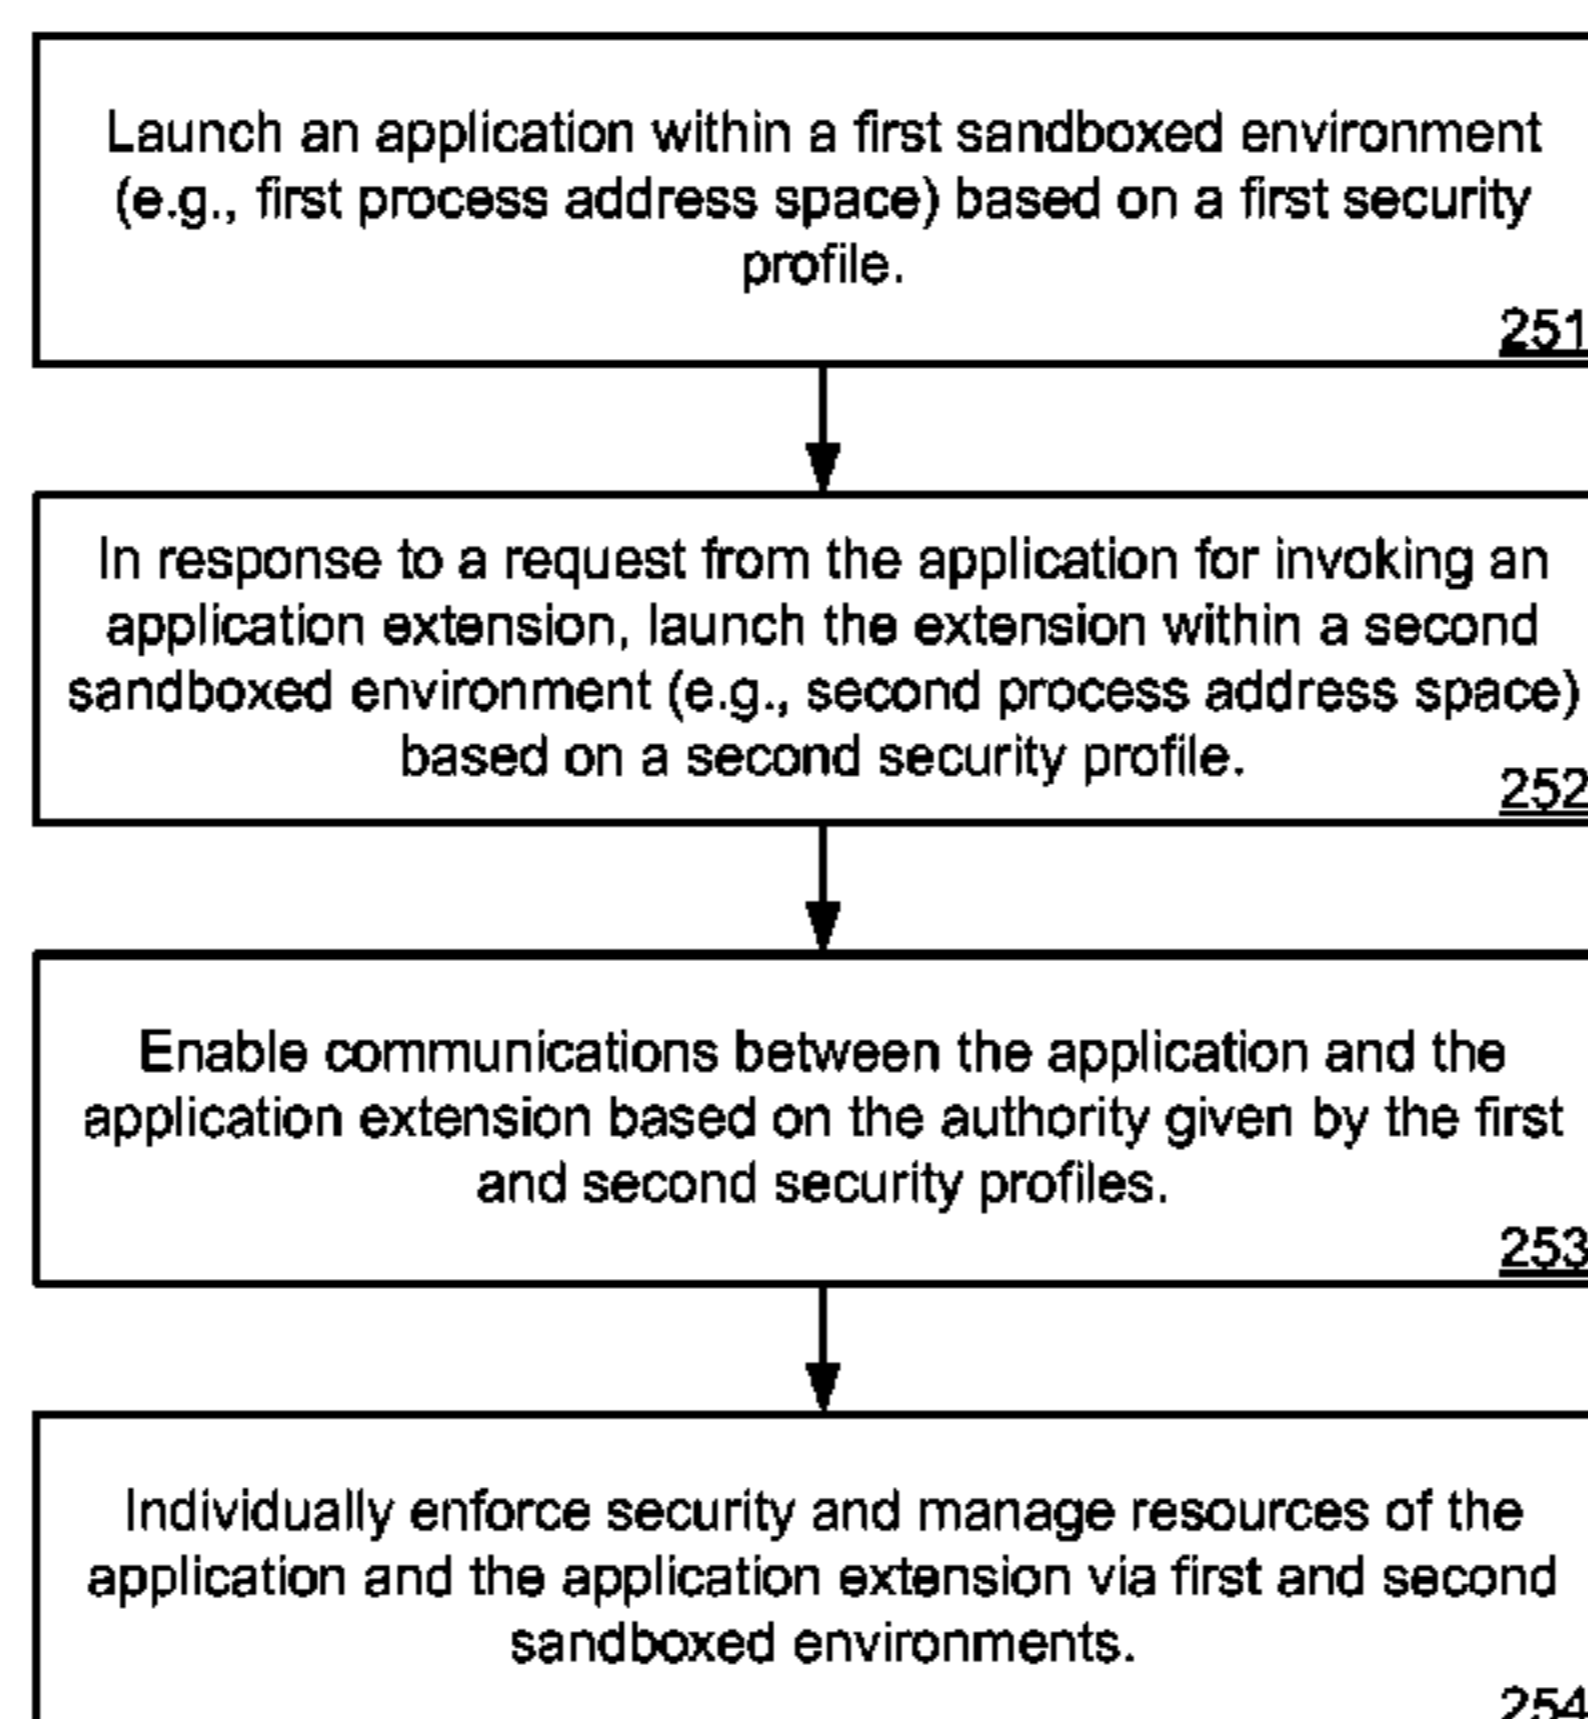 Launch an application within a first sandboxed environment
(e.g., first process address space) based on a first security
profile.
251
In response to a request from the application for invoking an
application extension, launch the extension within a second
sandboxed environment (e.g., second process address space)
based on a second security profile.
252
Enable communications between the application and the
application extension based on the authority given by the first
and second security profiles.
253
Individually enforce security and manage resources of the
application and the application extension via first and second
sandboxed environments.
254